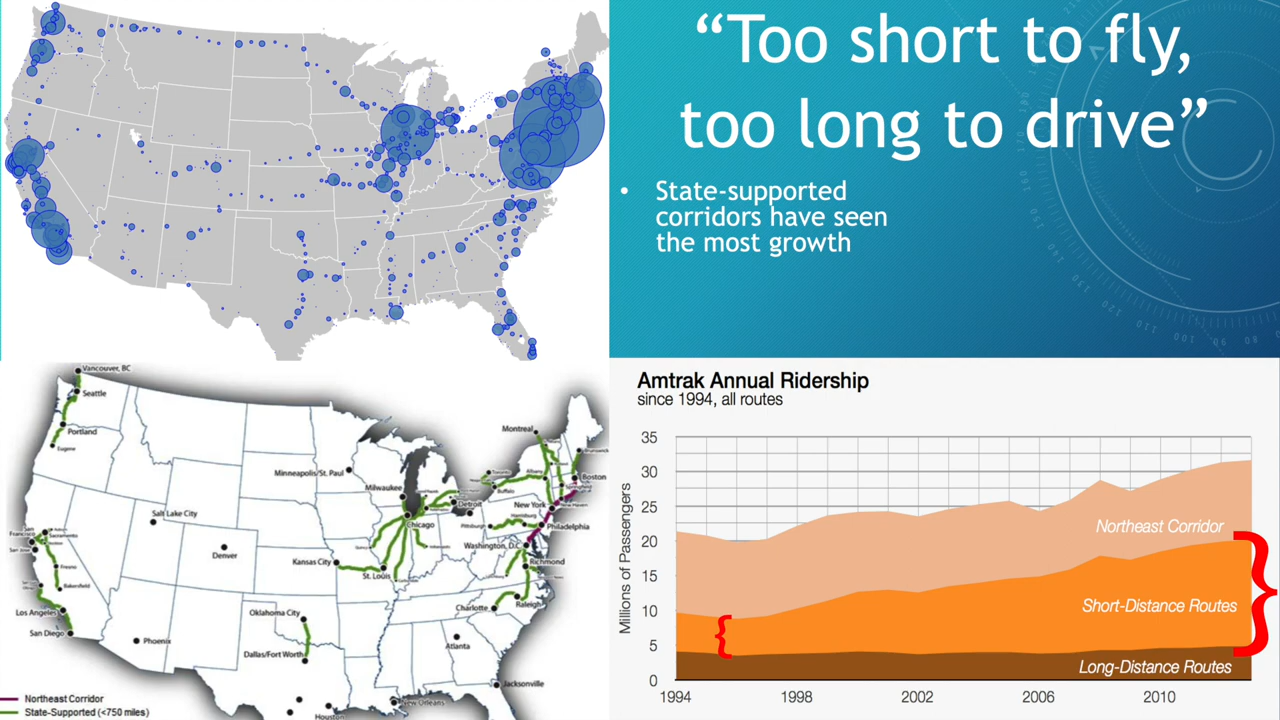 “Too short to fly,
too long to drive”
• State-supported
corridors have seen
the most growth
Vancouver, BC
Seattle
Portland
Eugene
Salt Lake City
Denver
Sacramento
Fresno
Bakersfield
Los Angeles
San Diego
Phoenix
Minneapolis/St. Paul
Milwaukee
Chicago
Detroit
Kansas City
St. Louis
Oklahoma City
Dallas/Fort Worth
Houston
New Orleans
Jacksonville
Atlanta
Charlotte
Raleigh
Richmond
Washington, D.C.
Philadelphia
Pittsburgh
Harrisburg
New York
Boston
Albany
Buffalo
Toronto
Montreal
Northeast Corridor
State-Supported (<750 miles)
Amtrak Annual Ridership
since 1994, all routes
Millions of Passengers
35
30
25
20
15
10
5
0
1994
1998
2002
2006
2010
Northeast Corridor
Short-Distance Routes
Long-Distance Routes